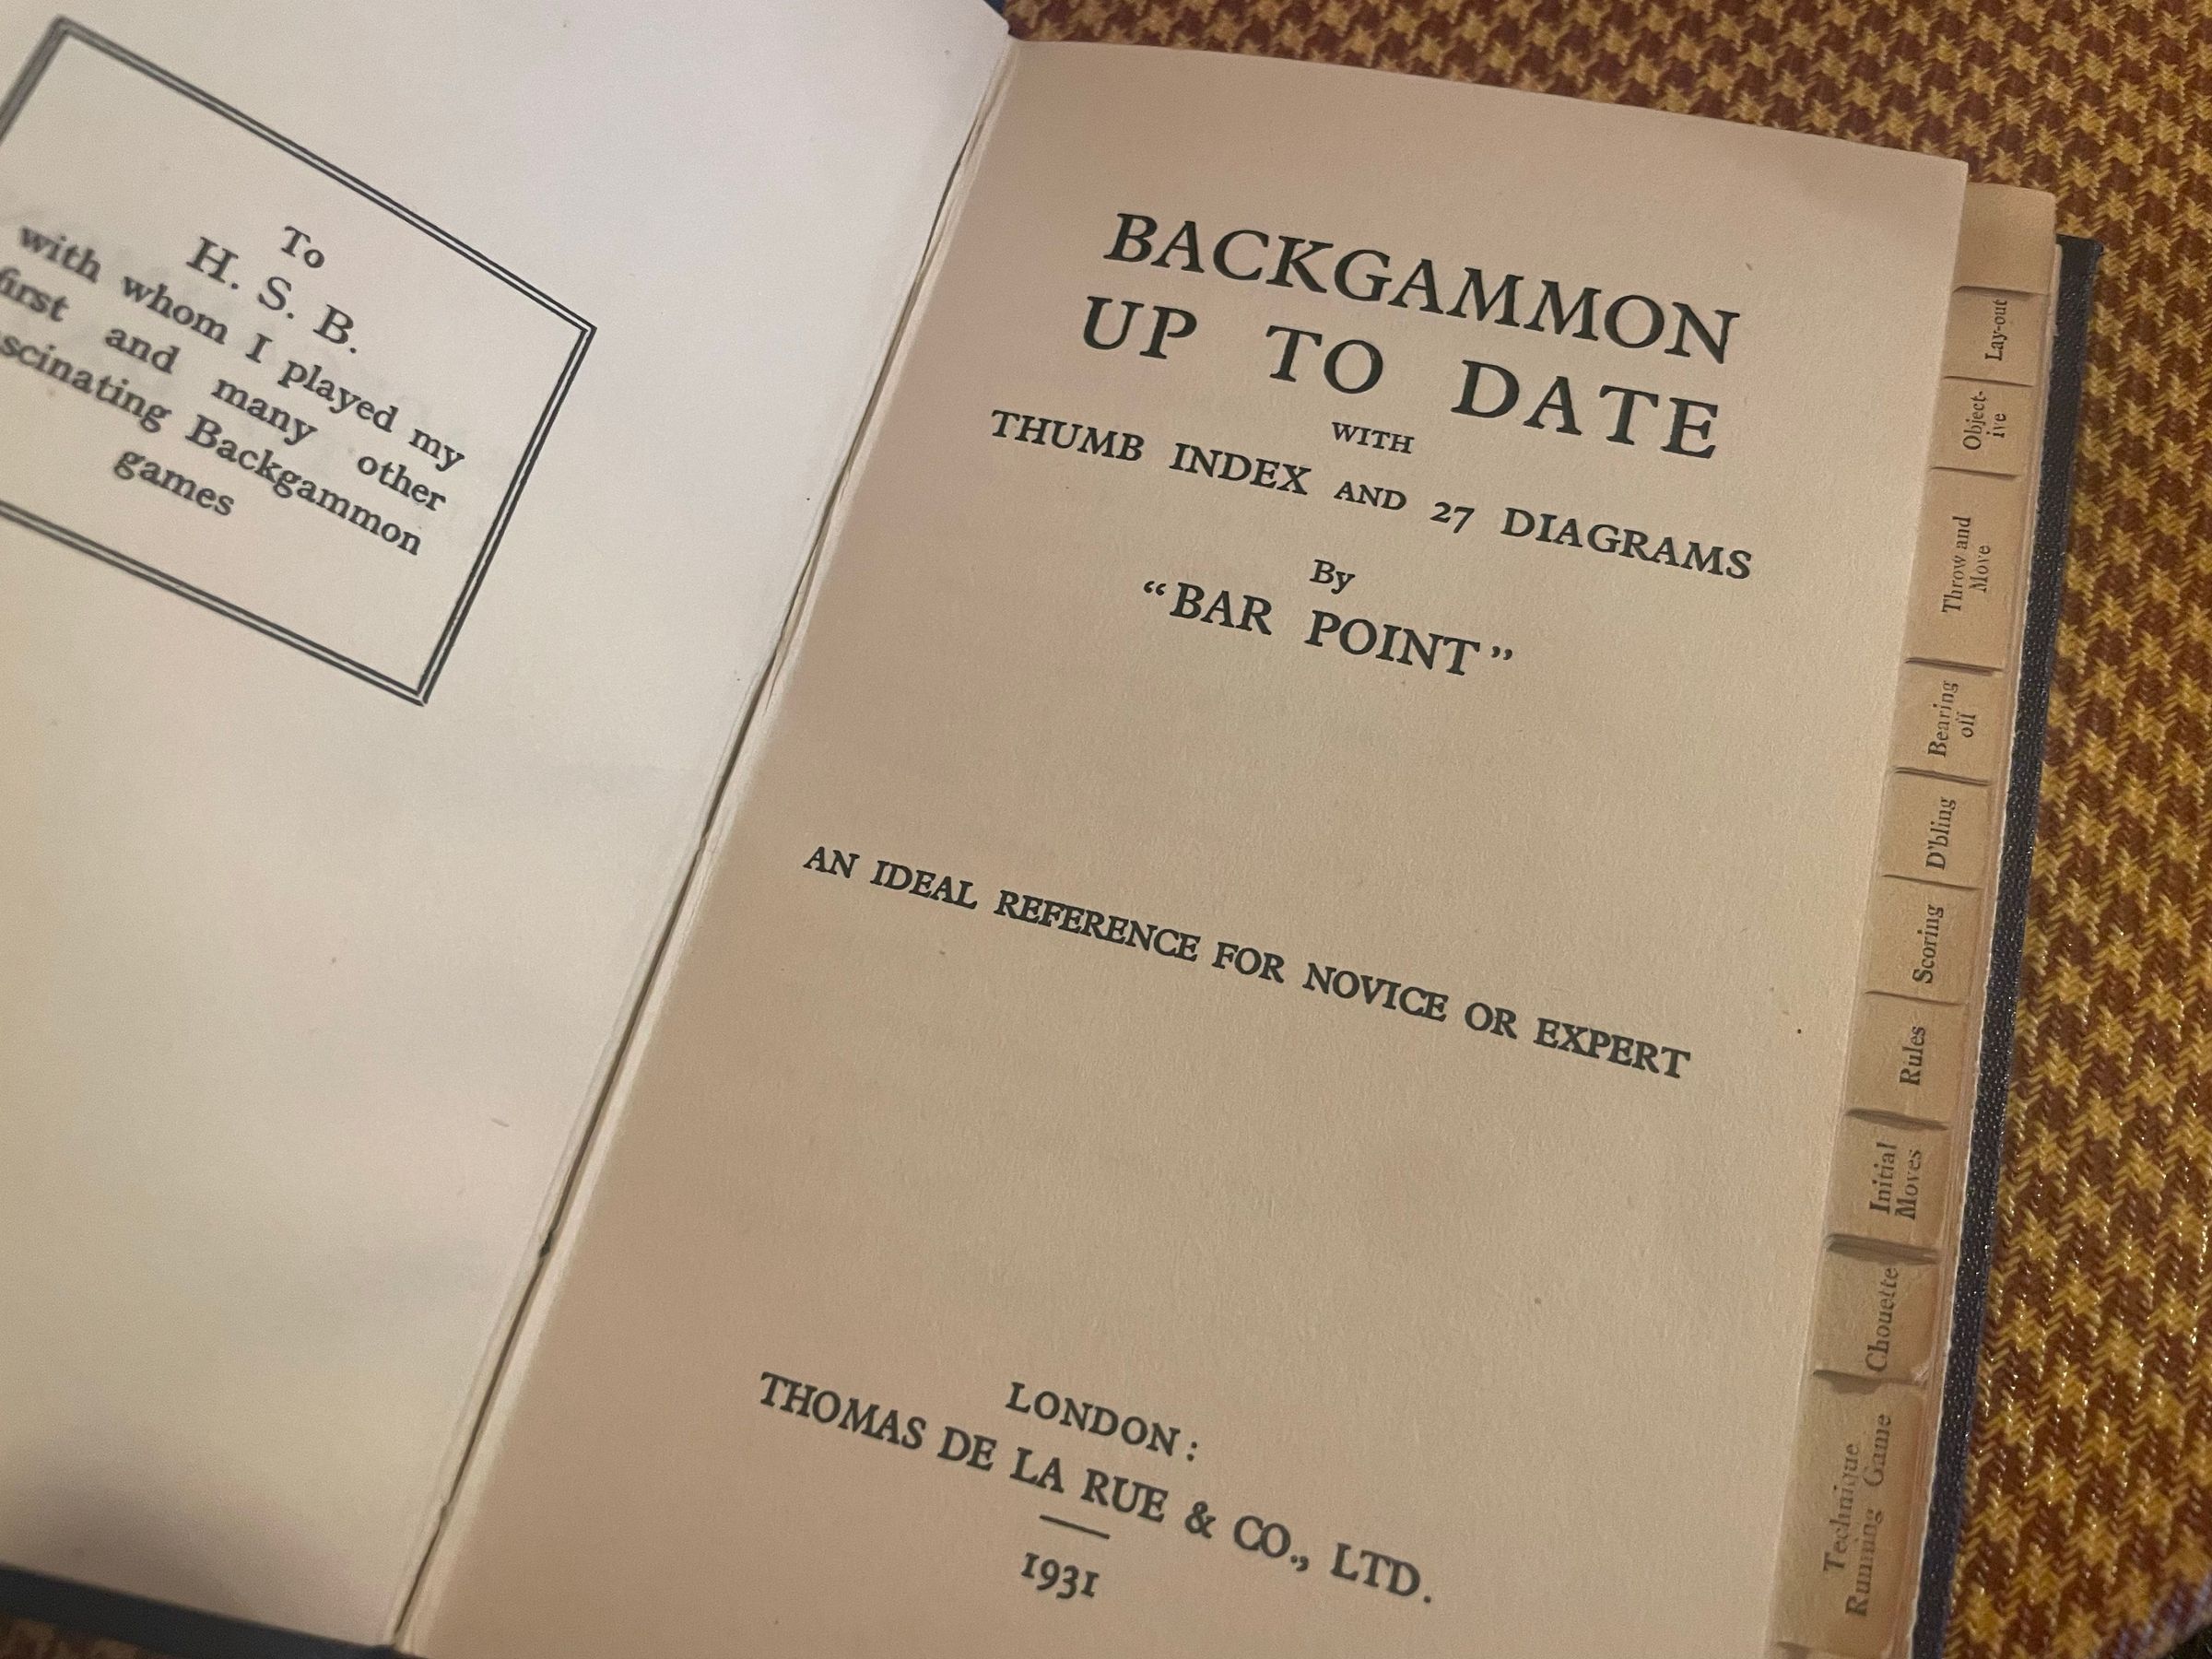 To
H. S. B.
with whom I played my
first and many other
scinating Backgammon
games
BACKGAMMON
UP TO DATE
WITH
THUMB INDEX AND 27 DIAGRAMS
By
“BAR POINT”
AN IDEAL REFERENCE FOR NOVICE OR EXPERT
LONDON:
THOMAS DE LA RUE & CO., LTD.
1931
Lay-out
Object-
ive
Throw and
Move
Bearing
off
D'bling
Scoring
Rules
Initial
Moves
Chouette
Technique
Running Game